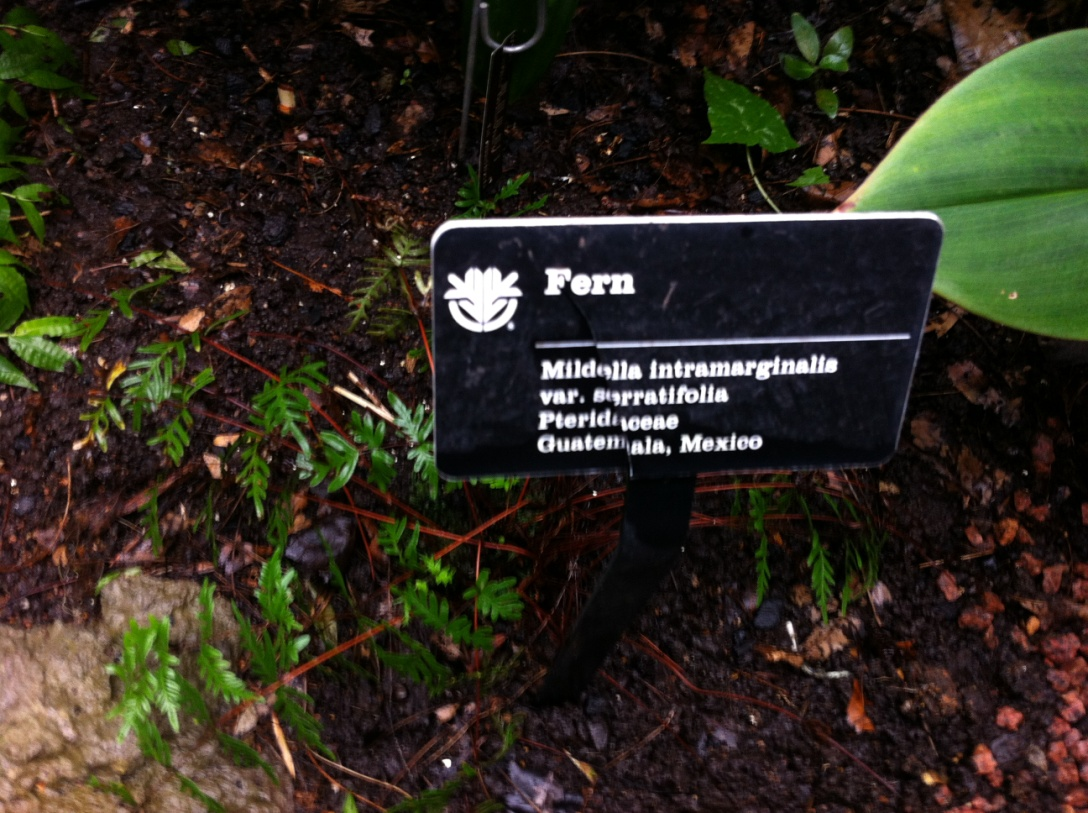 Fern
Mildella intramarginalis
var. serratifolia
Pteridaceae
Guatemala, Mexico